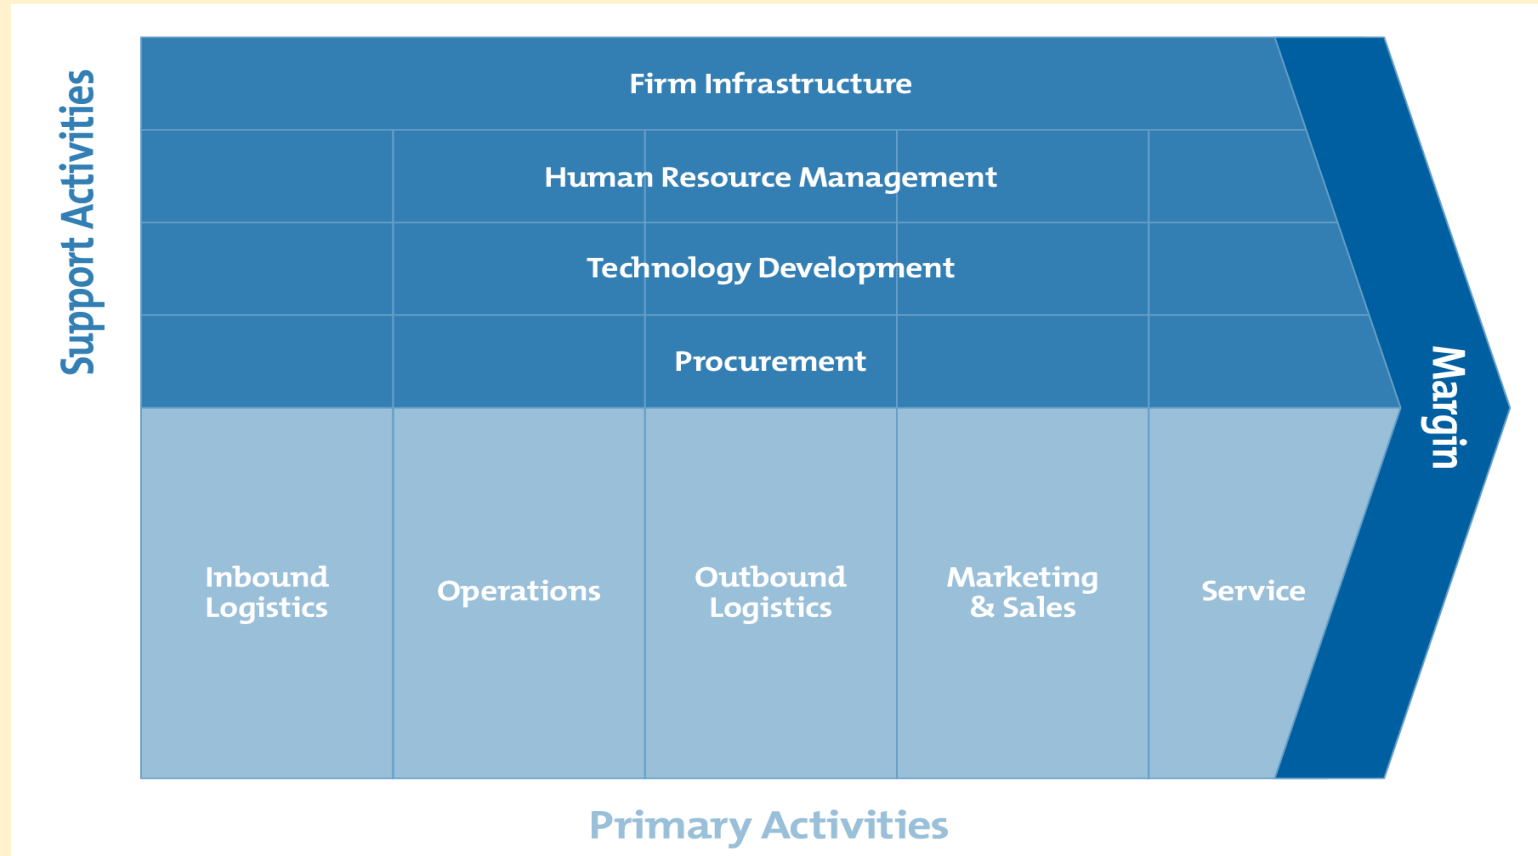 Support Activities
Firm Infrastructure
Human Resource Management
Technology Development
Procurement
Inbound
Logistics
Operations
Outbound
Logistics
Marketing
& Sales
Service
Margin
Primary Activities